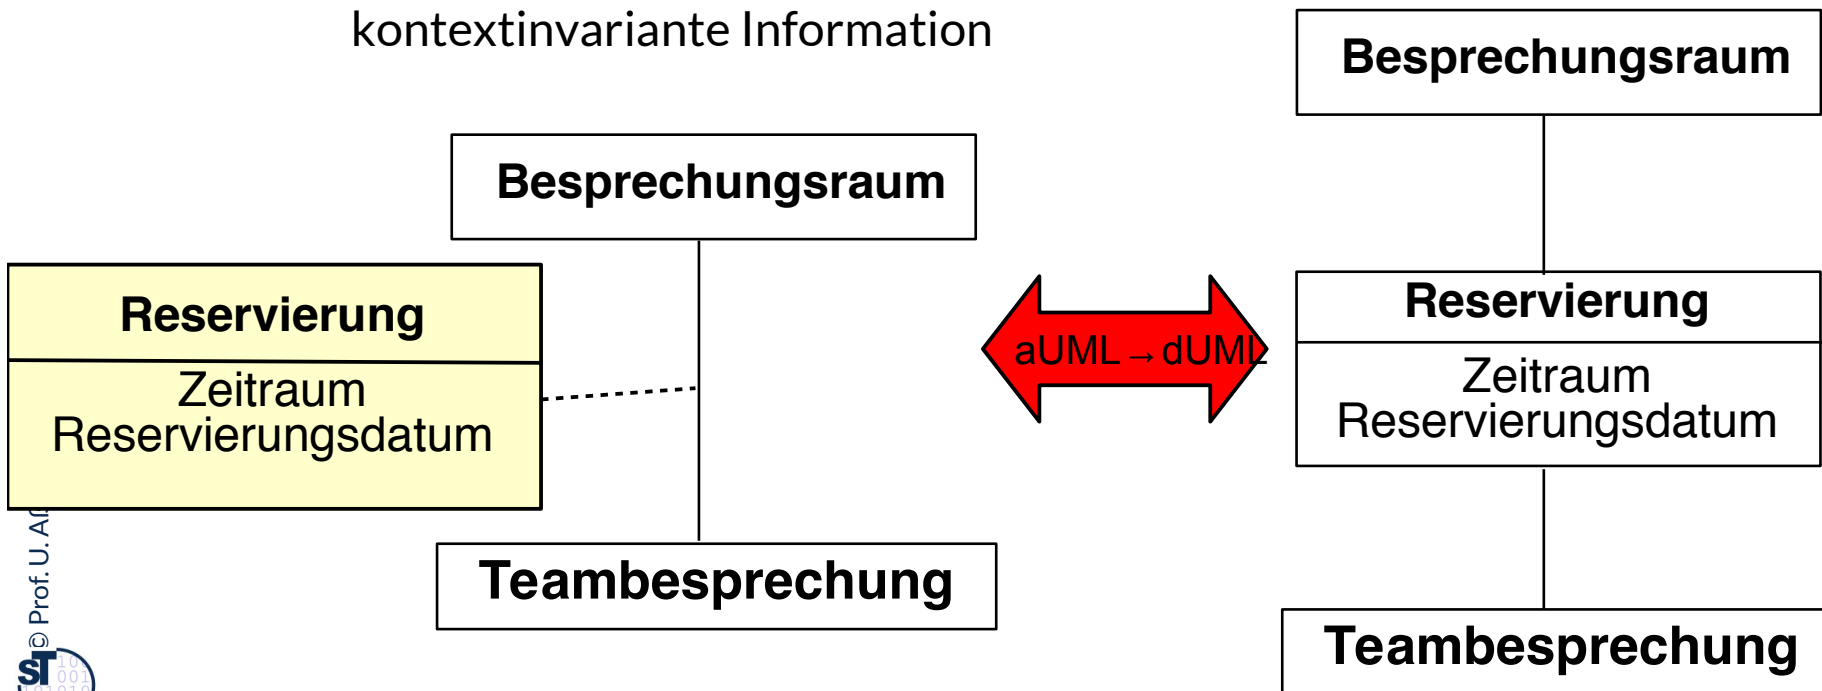 kontextinvariante Information
Besprechungsraum
Reservierung
Zeitraum
Reservierungsdatum
Teambesprechung
aUML→dUML
Besprechungsraum
Reservierung
Zeitraum
Reservierungsdatum
Teambesprechung
© Prof. U.
ST